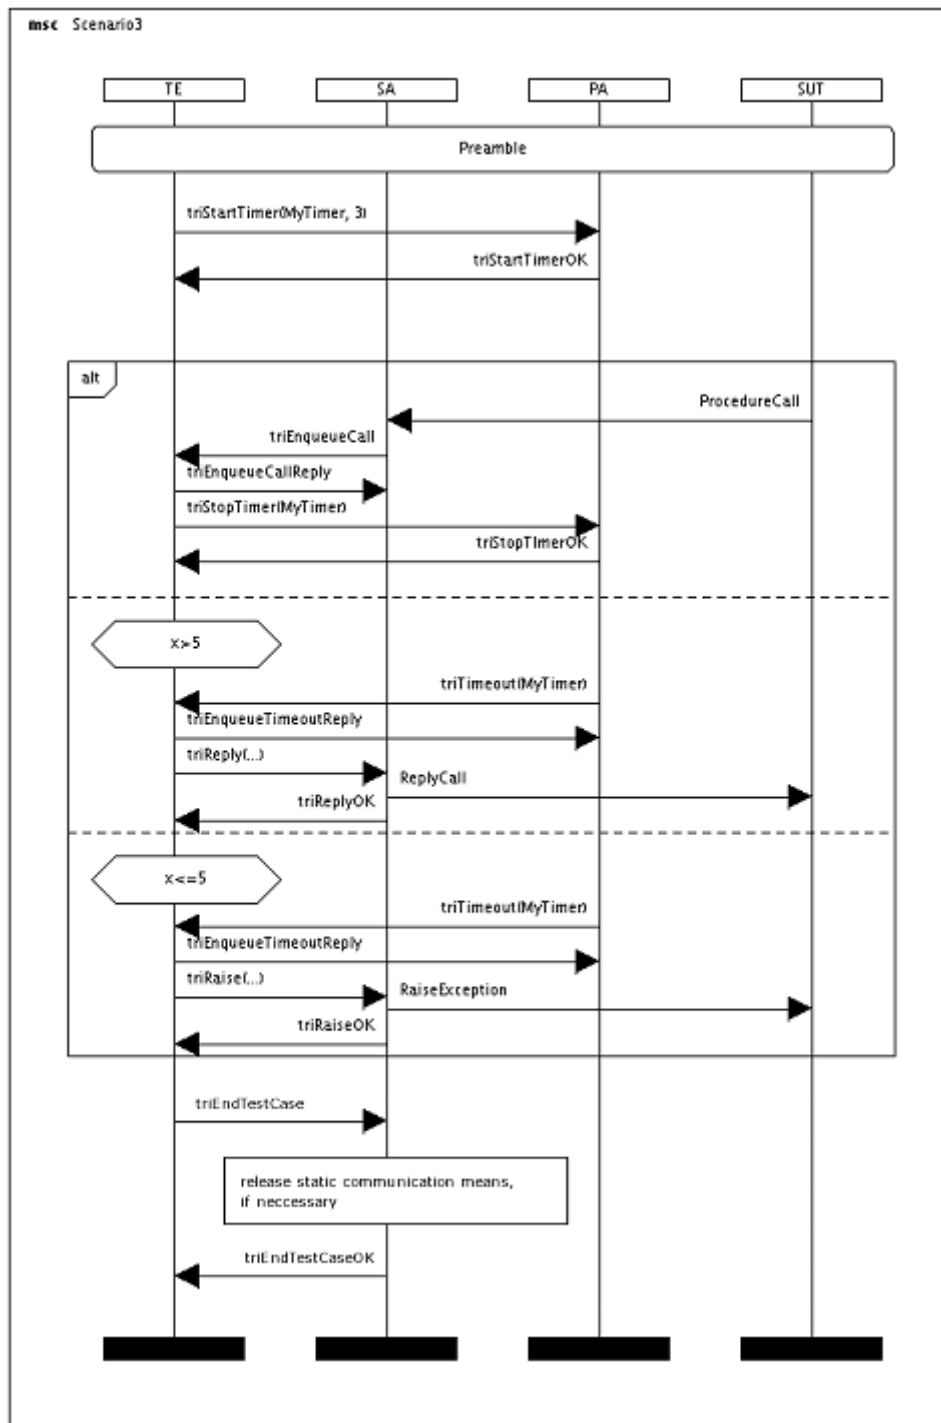 msc Scenario3
TE SA PA SUT
Preamble
triStartTimer(MyTimer, 3)
triStartTimerOK
alt
ProcedureCall
triEnqueueCall
triEnqueueCallReply
triStopTimer(MyTimer)
triStopTimerOK
x>5
triTimeout(MyTimer)
triEnqueueTimeoutReply
triReply(...)
ReplyCall
triReplyOK
x<=5
triTimeout(MyTimer)
triEnqueueTimeoutReply
triRaise(...)
RaiseException
triRaiseOK
triEndTestCase
release static communication means,
if neccessary
triEndTestCaseOK